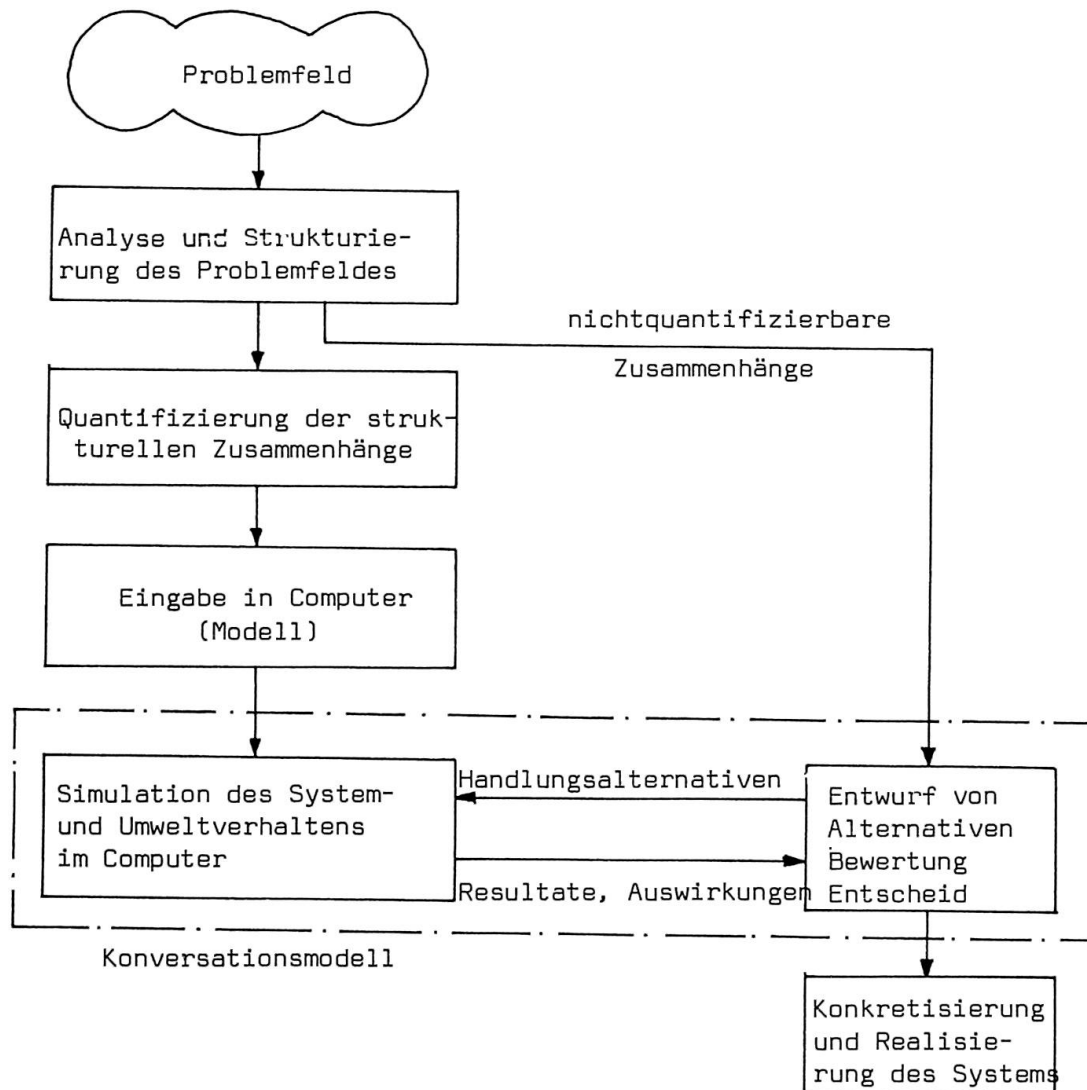 Problemfeld
Analyse und Strukturie-
rung des Problemfeldes
nichtquantifizierbare
Zusammenhänge
Quantifizierung der struk-
turellen Zusammenhänge
Eingabe in Computer
(Modell)
Simulation des System-
und Umweltverhaltens
im Computer
Handlungsalternativen
Resultate, Auswirkungen
Entwurf von
Alternativen
Bewertung
Entscheid
Konversationsmodell
Konkretisierung
und Realisie-
rung des Systems